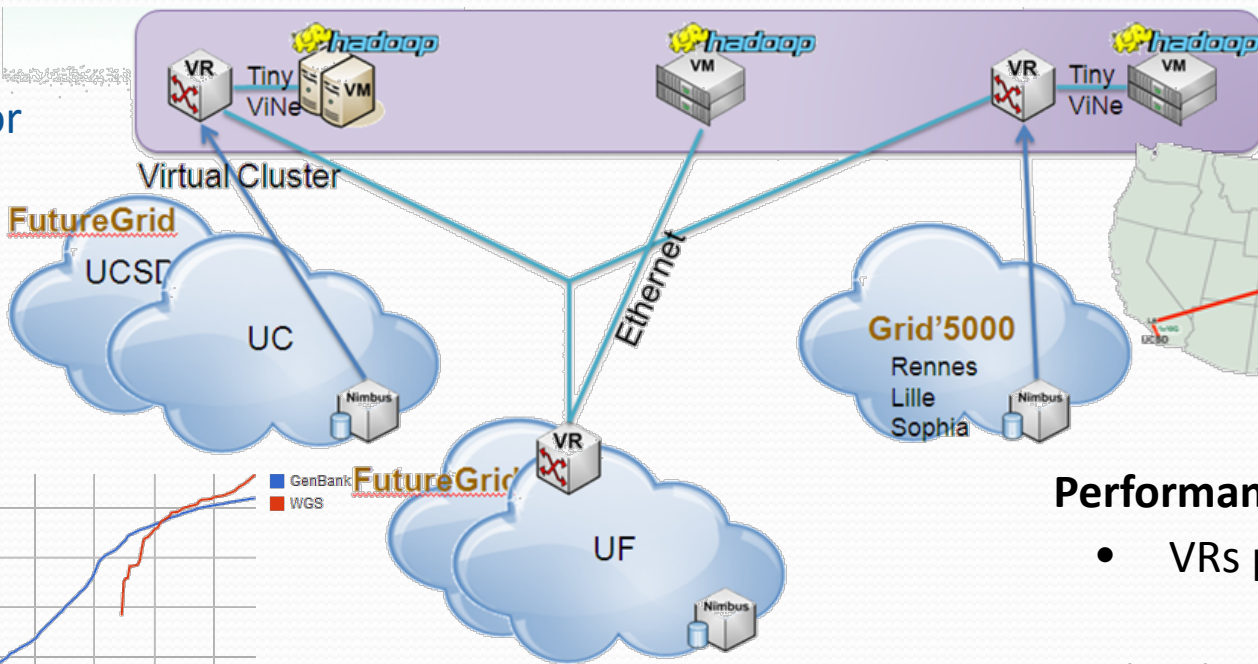 hadoop
hadoop
hadoop
VR
Tiny
ViNe
VM
VM
VR
Tiny
ViNe
VM
or
Virtual Cluster
FutureGrid
UCSD
UC
Nimbus
Ethernet
Grid'5000
Rennes
Lille
Sophia
Nimbus
UCSD
GenBank
WGS
FutureGrid
VR
UF
Nimbus
Performan
• VRs p